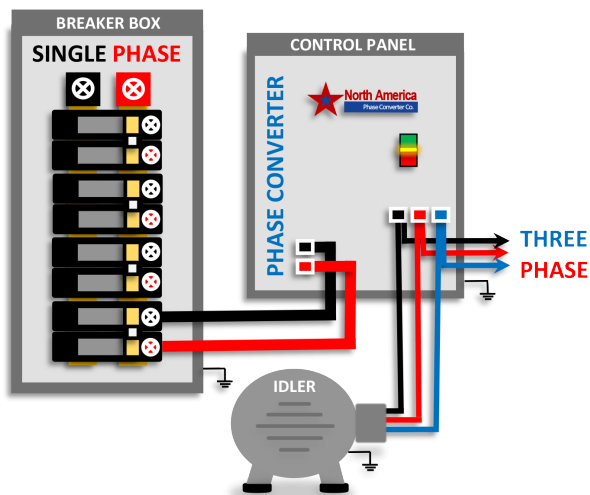 BREAKER BOX
SINGLE PHASE
CONTROL PANEL
PHASE CONVERTER
North America
Phase Converter Co.
THREE
PHASE
IDLER